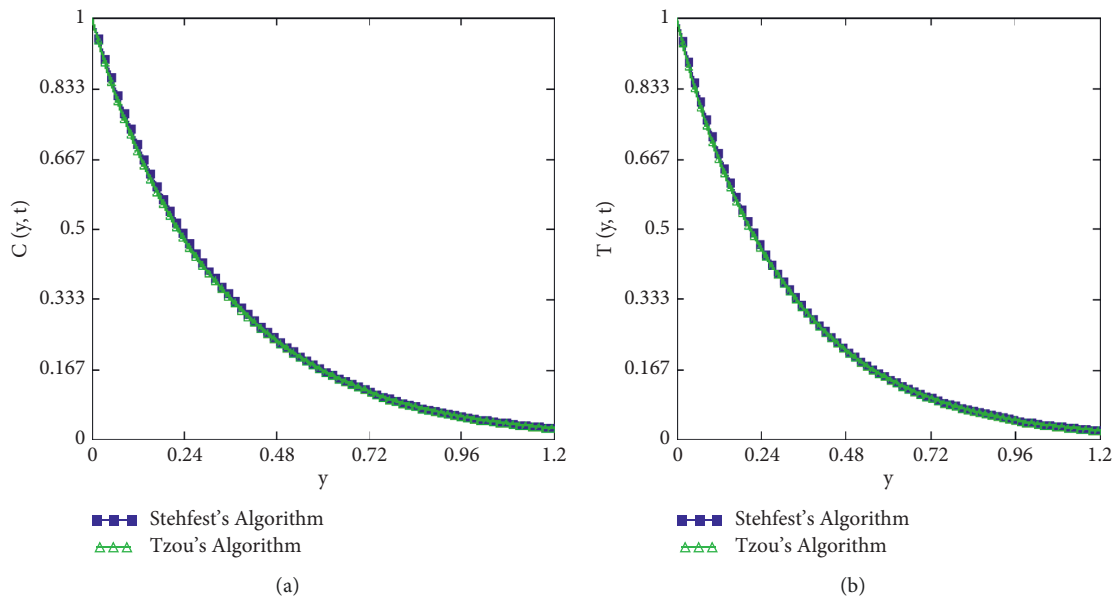 1
0.833
0.667
0.5
0.333
0.167
0
C (y, t)
0 0.24 0.48 0.72 0.96 1.2
y
Stehfest's Algorithm
Tzou's Algorithm
(a)
1
0.833
0.667
0.5
0.333
0.167
0
T (y, t)
0 0.24 0.48 0.72 0.96 1.2
y
Stehfest's Algorithm
Tzou's Algorithm
(b)